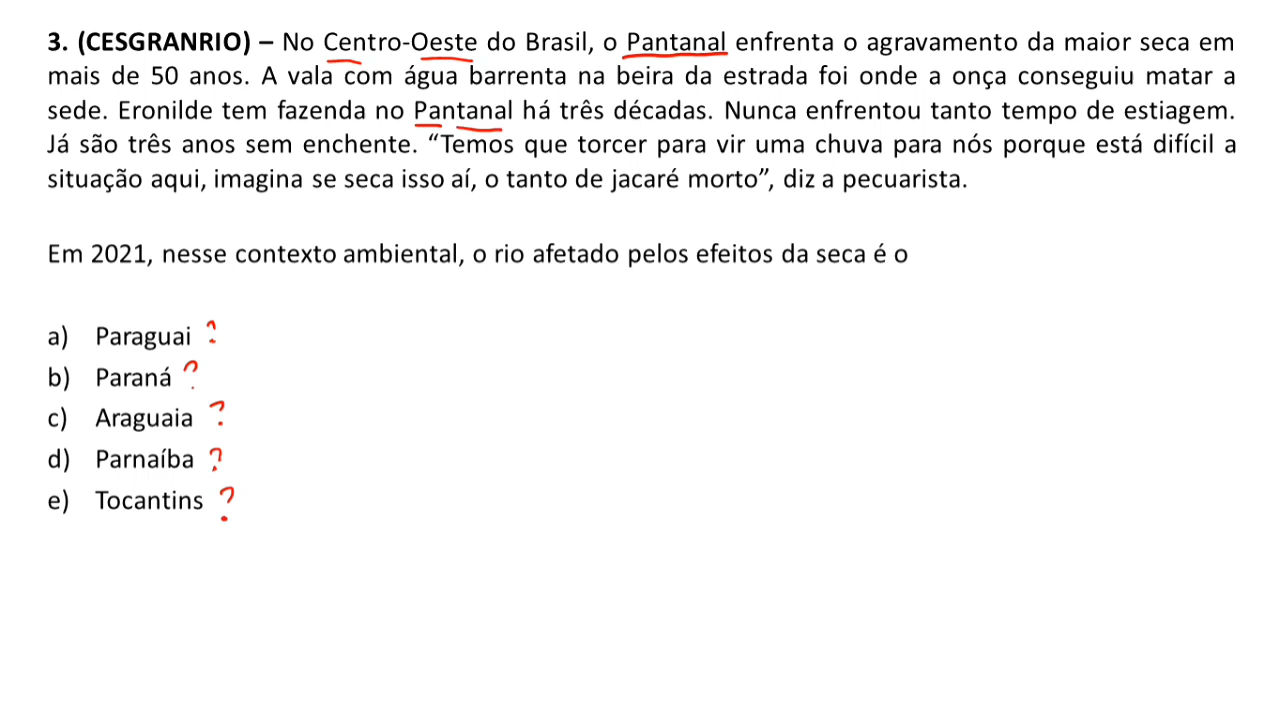 3. (CESGRANRIO) – No Centro-Oeste do Brasil, o Pantanal enfrenta o agravamento da maior seca em
mais de 50 anos. A vala com água barrenta na beira da estrada foi onde a onça conseguiu matar a
sede. Eronilde tem fazenda no Pantanal há três décadas. Nunca enfrentou tanto tempo de estiagem.
Já são três anos sem enchente. “Temos que torcer para vir uma chuva para nós porque está difícil a
situação aqui, imagina se seca isso aí, o tanto de jacaré morto”, diz a pecuarista.
Em 2021, nesse contexto ambiental, o rio afetado pelos efeitos da seca é o
a) Paraguai ?
b) Paraná ?
c) Araguaia ?
d) Parnaíba ?
e) Tocantins ?